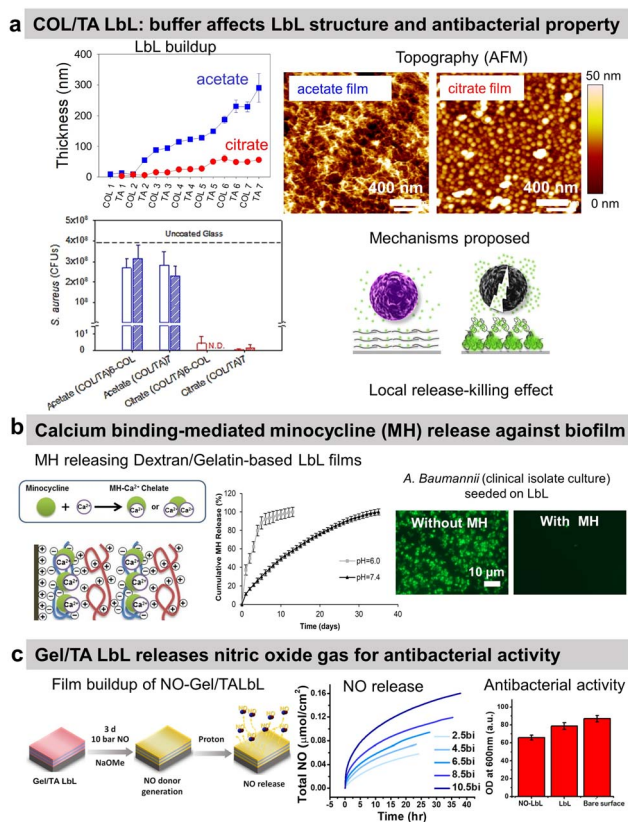 a COL/TA LbL: buffer affects LbL structure and antibacterial property
LbL buildup
Thickness (nm)
400
300
200
100
0
acetate
citrate
COL 1
TA 1
COL 2
TA 2
COL 3
TA 3
COL 4
TA 4
COL 5
TA 5
COL 6
TA 6
COL 7
TA 7
Topography (AFM)
acetate film
400 nm
citrate film
400 nm
50 nm
0 nm
S. aureus (CFUs)
5x10⁸
4x10⁸
3x10⁸
2x10⁸
10⁸
10¹
0
Uncoated Glass
N.D.
Acetate (COL/TA)6-COL
Acetate (COL/TA)7
Citrate (COL/TA)6-COL
Citrate (COL/TA)7
Mechanisms proposed
Local release-killing effect
b Calcium binding-mediated minocycline (MH) release against biofilm
MH releasing Dextran/Gelatin-based LbL films
Minocycline
MH-Ca²⁺ Chelate
+
Ca²⁺
Ca²⁺
or
Ca²⁺
Ca²⁺
Ca²⁺
Ca²⁺
Ca²⁺
Ca²⁺
Ca²⁺
Cumulative MH Release (%)
120
100
80
60
40
20
0
pH=6.0
pH=7.4
0
10
20
30
40
Time (days)
A. Baumannii (clinical isolate culture)
seeded on LbL
Without MH
10 μm
With MH
c Gel/TA LbL releases nitric oxide gas for antibacterial activity
Film buildup of NO-Gel/TALbL
Gel/TA LbL
3 d
10 bar NO
NaOMe
NO donor
generation
Proton
NO release
NO release
Total NO (μmol/cm²)
0.16
0.12
0.08
0.04
0.00
2.5bi
4.5bi
6.5bi
8.5bi
10.5bi
-5
0
5
10
15
20
25
30
35
40
Time (hr)
Antibacterial activity
OD at 600nm (a.u.)
100
80
60
40
20
0
NO-LbL
LbL
Bare surface